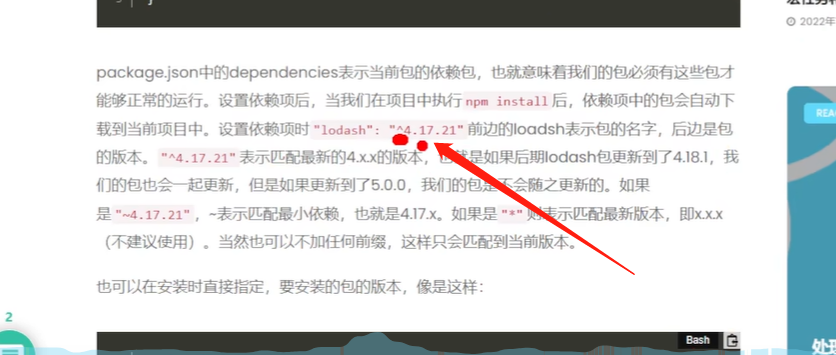 package.json中的dependencies表示当前包的依赖包，也就意味着我们的包必须有这些包才
能够正常的运行。设置依赖项后，当我们在项目中执行npm install后，依赖项中的包会自动下
载到当前项目中。设置依赖项时"lodash": "^4.17.21"前边的loadsh表示包的名字，后边是包
的版本。"^4.17.21"表示匹配最新的4.x.x的版本，也就是如果后期lodash包更新到了4.18.1，我
们的包也会一起更新，但是如果更新到了5.0.0，我们的包是不会随之更新的。如果
是"~4.17.21"，~表示匹配最小依赖，也就是4.17.x。如果是"*"则表示匹配最新版本，即x.x.x
（不建议使用）。当然也可以不加任何前缀，这样只会匹配到当前版本。
也可以在安装时直接指定，要安装的包的版本，像是这样：
Bash
2022年
REA
2
处理